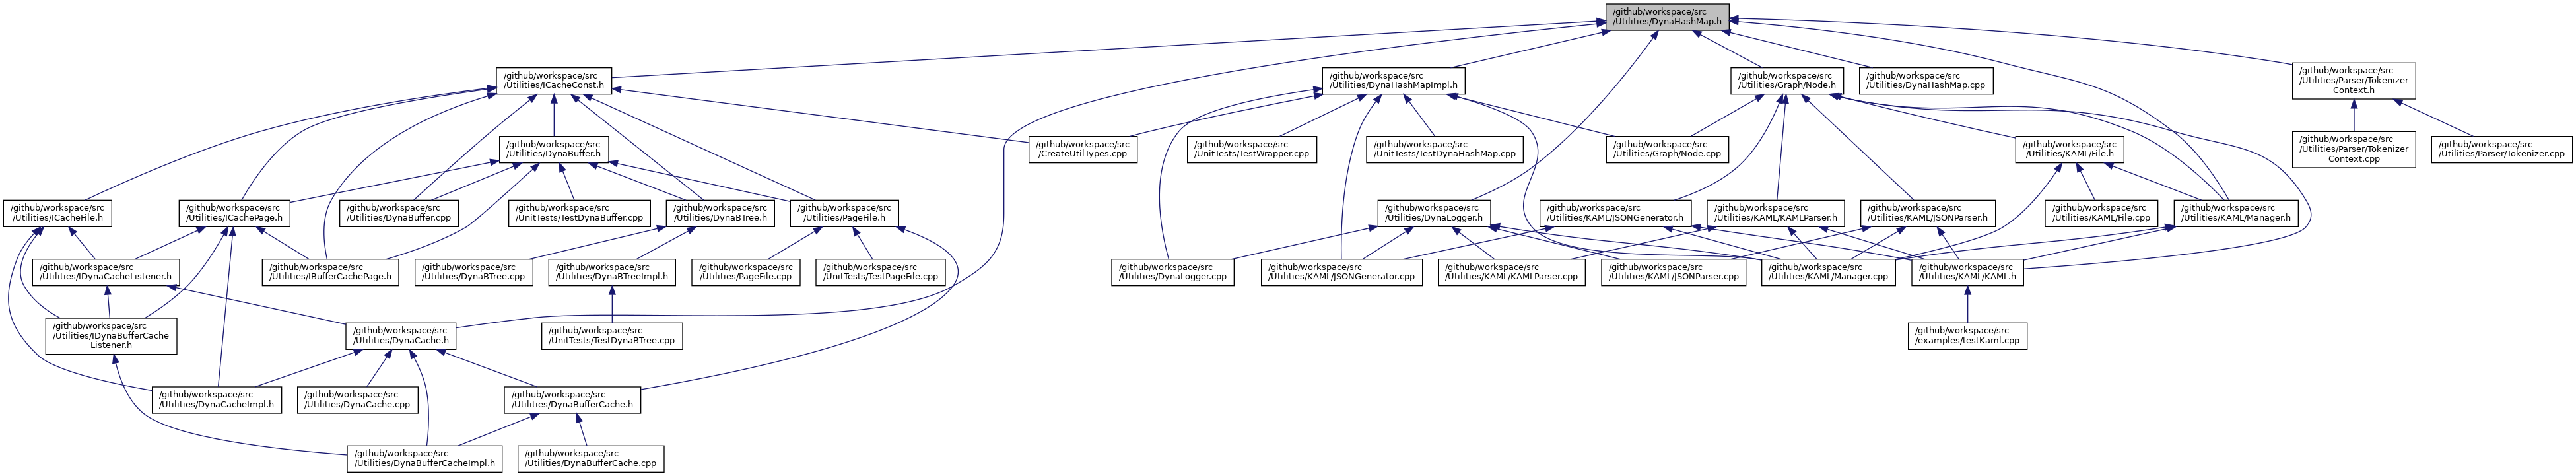 /github/workspace/src
/Utilities/DynaHashMap.h
/github/workspace/src
/Utilities/ICacheConst.h
/github/workspace/src
/Utilities/DynaHashMapImpl.h
/github/workspace/src
/Utilities/Graph/Node.h
/github/workspace/src
/Utilities/DynaHashMap.cpp
/github/workspace/src
/Utilities/Parser/Tokenizer
Context.h
/github/workspace/src
/Utilities/DynaBuffer.h
/github/workspace/src
/CreateUtilTypes.cpp
/github/workspace/src
/UnitTests/TestWrapper.cpp
/github/workspace/src
/UnitTests/TestDynaHashMap.cpp
/github/workspace/src
/Utilities/Graph/Node.cpp
/github/workspace/src
/Utilities/KAML/File.h
/github/workspace/src
/Utilities/Parser/Tokenizer
Context.cpp
/github/workspace/src
/Utilities/Parser/Tokenizer.cpp
/github/workspace/src
/Utilities/ICacheFile.h
/github/workspace/src
/Utilities/ICachePage.h
/github/workspace/src
/Utilities/DynaBuffer.cpp
/github/workspace/src
/UnitTests/TestDynaBuffer.cpp
/github/workspace/src
/Utilities/DynaBTree.h
/github/workspace/src
/Utilities/PageFile.h
/github/workspace/src
/Utilities/DynaLogger.h
/github/workspace/src
/Utilities/KAML/JSONGenerator.h
/github/workspace/src
/Utilities/KAML/KAMLParser.h
/github/workspace/src
/Utilities/KAML/JSONParser.h
/github/workspace/src
/Utilities/KAML/File.cpp
/github/workspace/src
/Utilities/KAML/Manager.h
/github/workspace/src
/Utilities/IDynaCacheListener.h
/github/workspace/src
/Utilities/IBufferCachePage.h
/github/workspace/src
/Utilities/DynaBTree.cpp
/github/workspace/src
/Utilities/DynaBTreeImpl.h
/github/workspace/src
/Utilities/PageFile.cpp
/github/workspace/src
/UnitTests/TestPageFile.cpp
/github/workspace/src
/Utilities/DynaLogger.cpp
/github/workspace/src
/Utilities/KAML/JSONGenerator.cpp
/github/workspace/src
/Utilities/KAML/KAMLParser.cpp
/github/workspace/src
/Utilities/KAML/JSONParser.cpp
/github/workspace/src
/Utilities/KAML/Manager.cpp
/github/workspace/src
/Utilities/KAML/KAML.h
/github/workspace/src
/Utilities/IDynaBufferCache
Listener.h
/github/workspace/src
/Utilities/DynaCache.h
/github/workspace/src
/UnitTests/TestDynaBTree.cpp
/github/workspace/src
/examples/testKaml.cpp
/github/workspace/src
/Utilities/DynaCacheImpl.h
/github/workspace/src
/Utilities/DynaCache.cpp
/github/workspace/src
/Utilities/DynaBufferCache.h
/github/workspace/src
/Utilities/DynaBufferCacheImpl.h
/github/workspace/src
/Utilities/DynaBufferCache.cpp